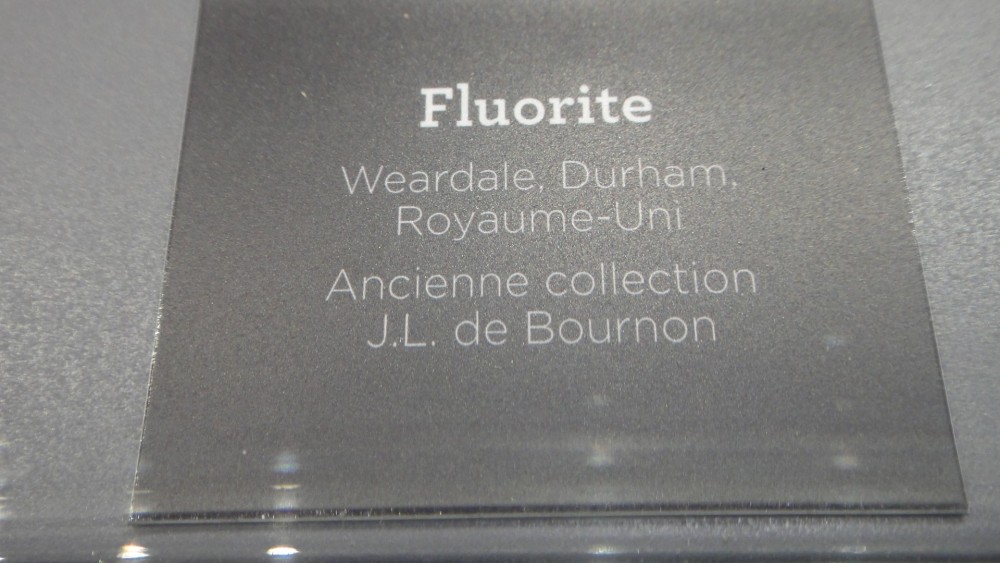 Fluorite
Weardale, Durham,
Royaume-Uni
Ancienne collection
J.L. de Bournon